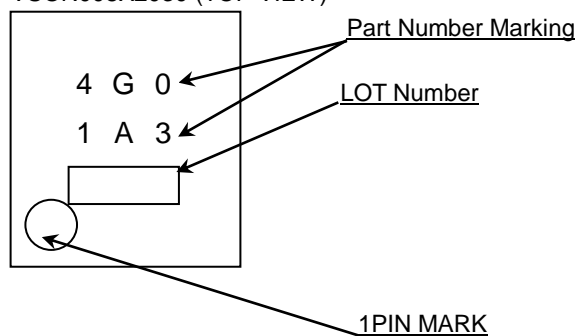 Part Number Marking
4 G 0
LOT Number
1 A 3
1PIN MARK